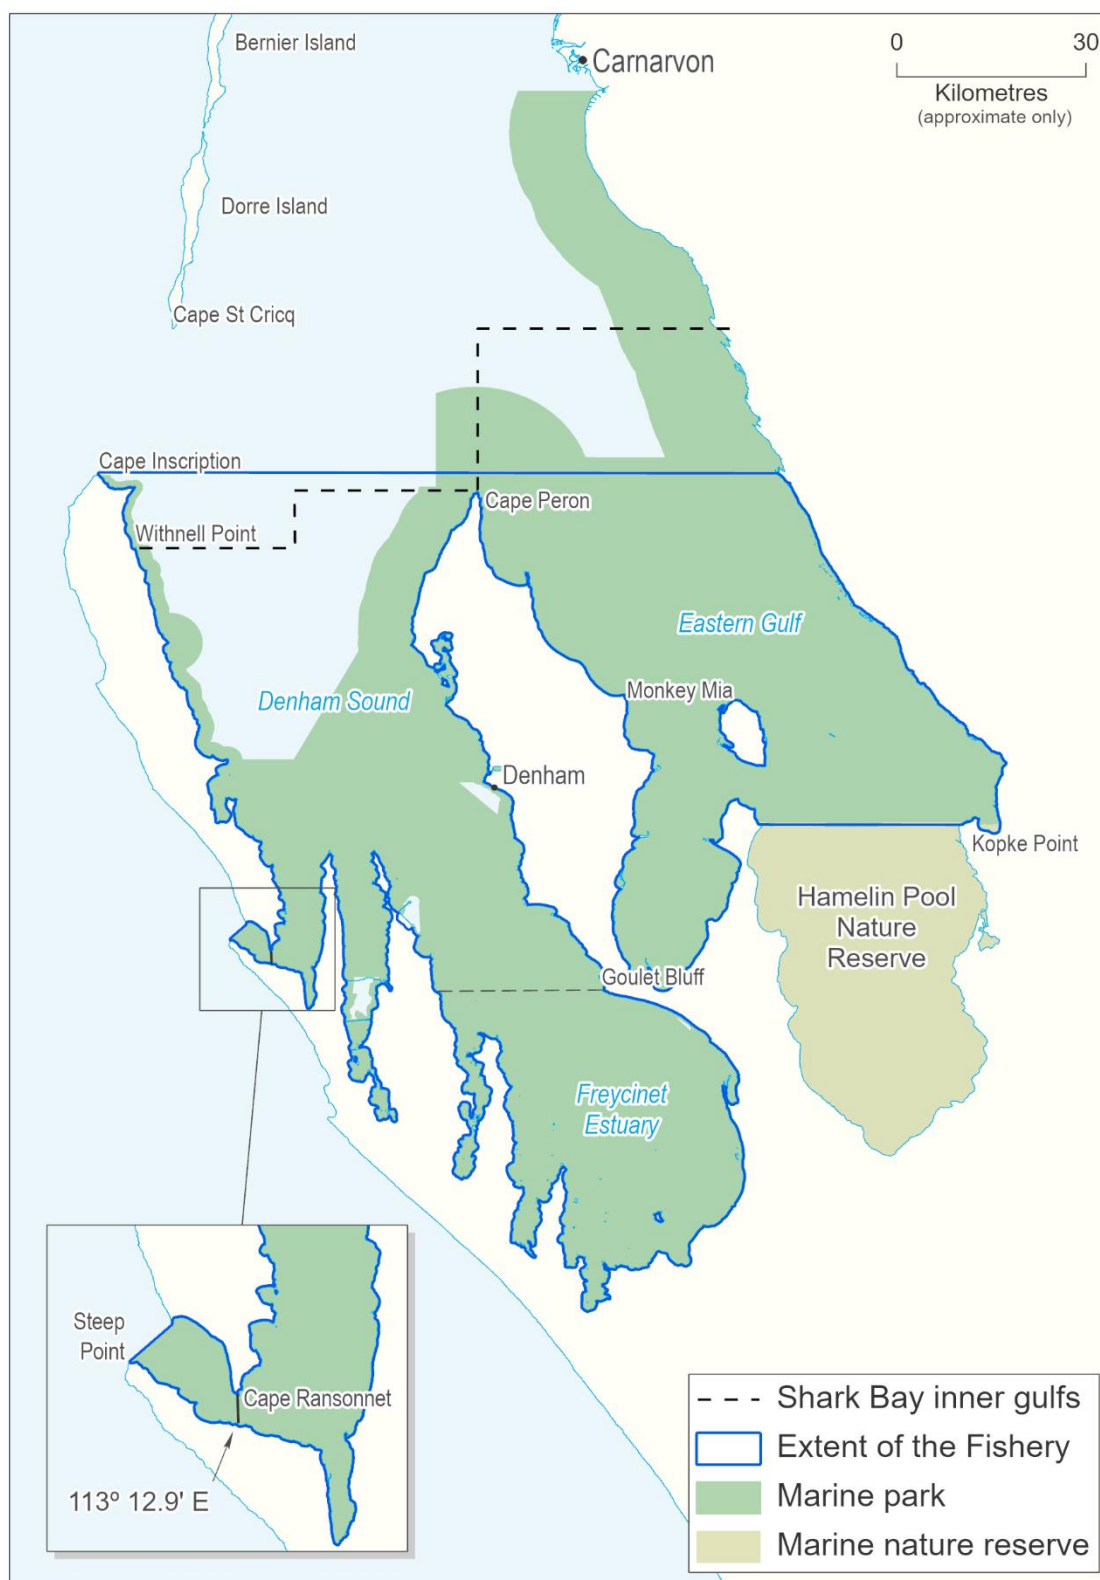 Bernier Island
Carnarvon
0 30
Kilometres
(approximate only)
Dorre Island
Cape St Cricq
Cape Inscription
Cape Peron
Withnell Point
Eastern Gulf
Monkey Mia
Denham Sound
Denham
Kopke Point
Hamelin Pool
Nature
Reserve
Goulet Bluff
Freycinet
Estuary
Steep
Point
Cape Ransonnet
113º 12.9' E
Shark Bay inner gulfs
Extent of the Fishery
Marine park
Marine nature reserve